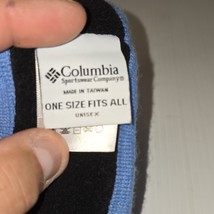 Columbia
Sportswear Company®
MADE IN TAIWAN
ONE SIZE FITS ALL
UNISEX